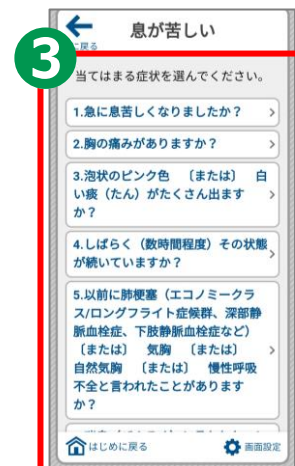 3
息が苦しい
に戻る
当てはまる症状を選んでください。
1.急に息苦しくなりましたか？
2.胸の痛みがありますか？
3.泡状のピンク色 〔または〕 白
い痰（たん）がたくさん出ます
か？
4.しばらく（数時間程度）その状態
が続いていますか？
5.以前に肺梗塞（エコノミークラ
ス/ロングフライト症候群、深部静
脈血栓症、下肢静脈血栓症など）
〔または〕 気胸 〔または〕
自然気胸 〔または〕 慢性呼吸
不全と言われたことがあります
か？
はじめに戻る
画面設定